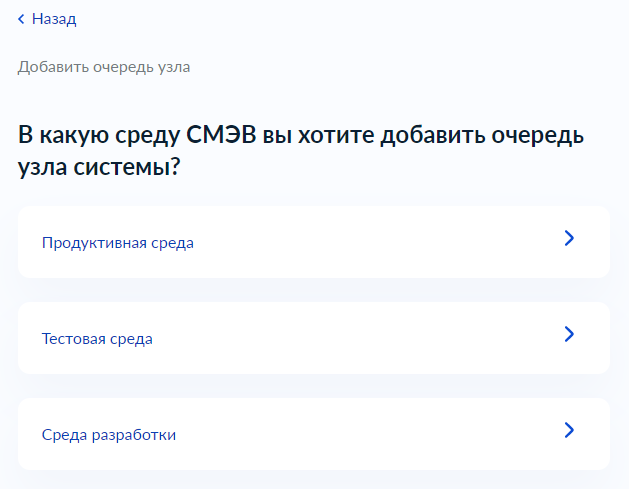 Назад
Добавить очередь узла
В какую среду СМЭВ вы хотите добавить очередь
узла системы?
Продуктивная среда
Тестовая среда
Среда разработки